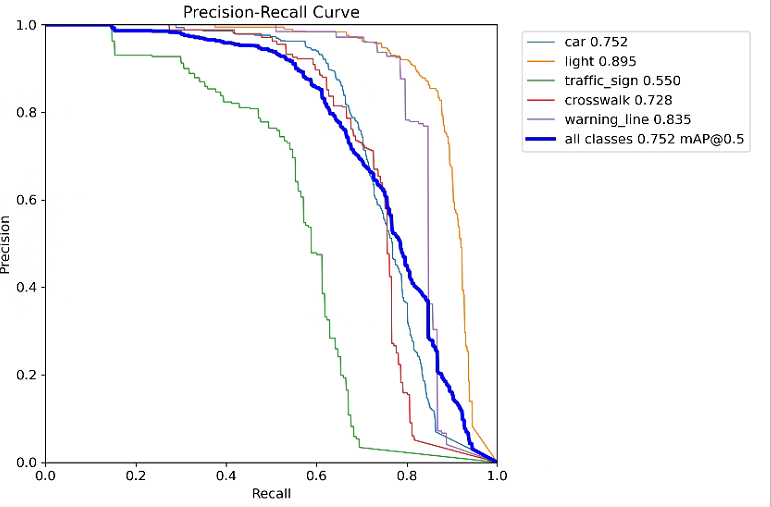 Precision-Recall Curve
1.0
0.8
0.6
0.4
0.2
0.0
Precision
0.0 0.2 0.4 0.6 0.8 1.0
Recall
car 0.752
light 0.895
traffic_sign 0.550
crosswalk 0.728
warning_line 0.835
all classes 0.752 mAP@0.5